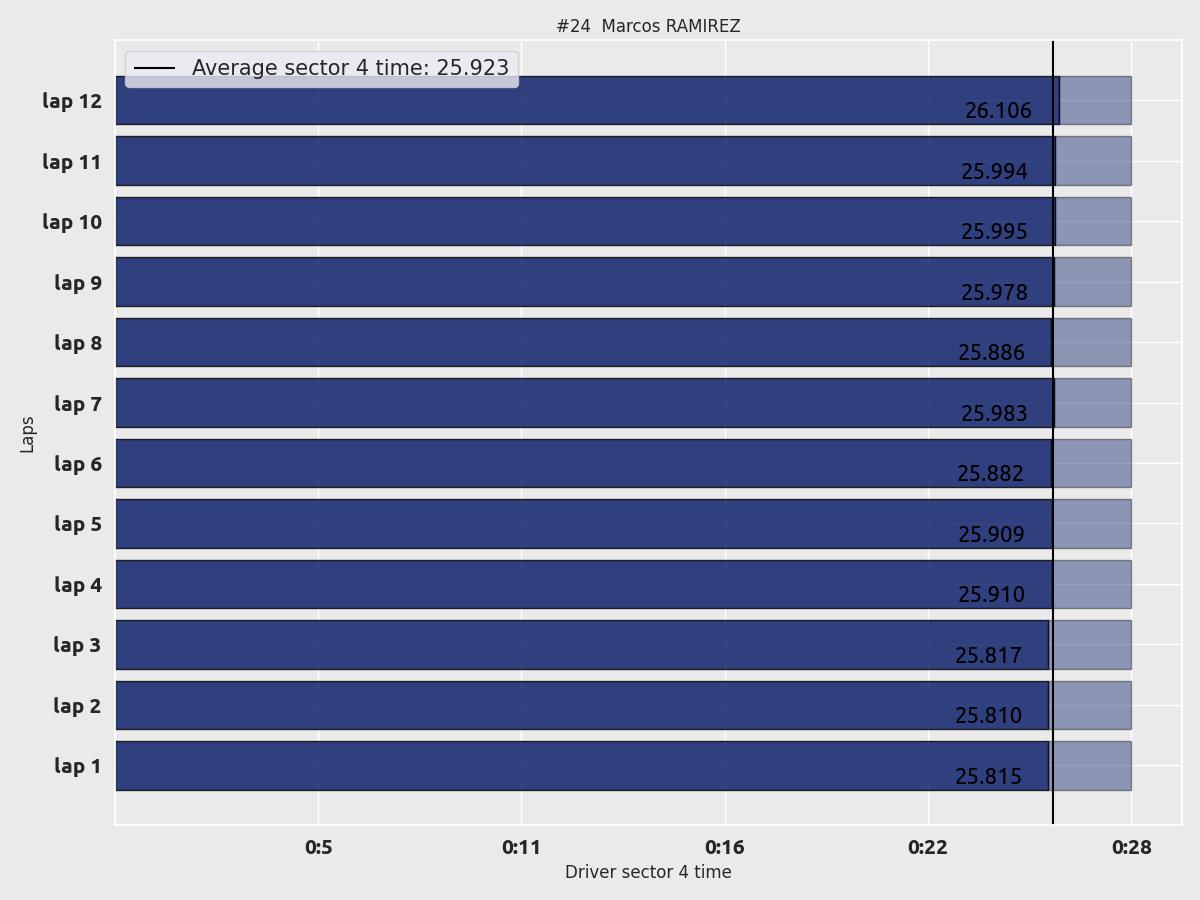 #24  Marcos RAMIREZ
Average sector 4 time: 25.923
lap 12
26.106
lap 11
25.994
lap 10
25.995
lap 9
25.978
lap 8
25.886
lap 7
25.983
lap 6
25.882
lap 5
25.909
lap 4
25.910
lap 3
25.817
lap 2
25.810
lap 1
25.815
Laps
0:5 0:11 0:16 0:22 0:28
Driver sector 4 time